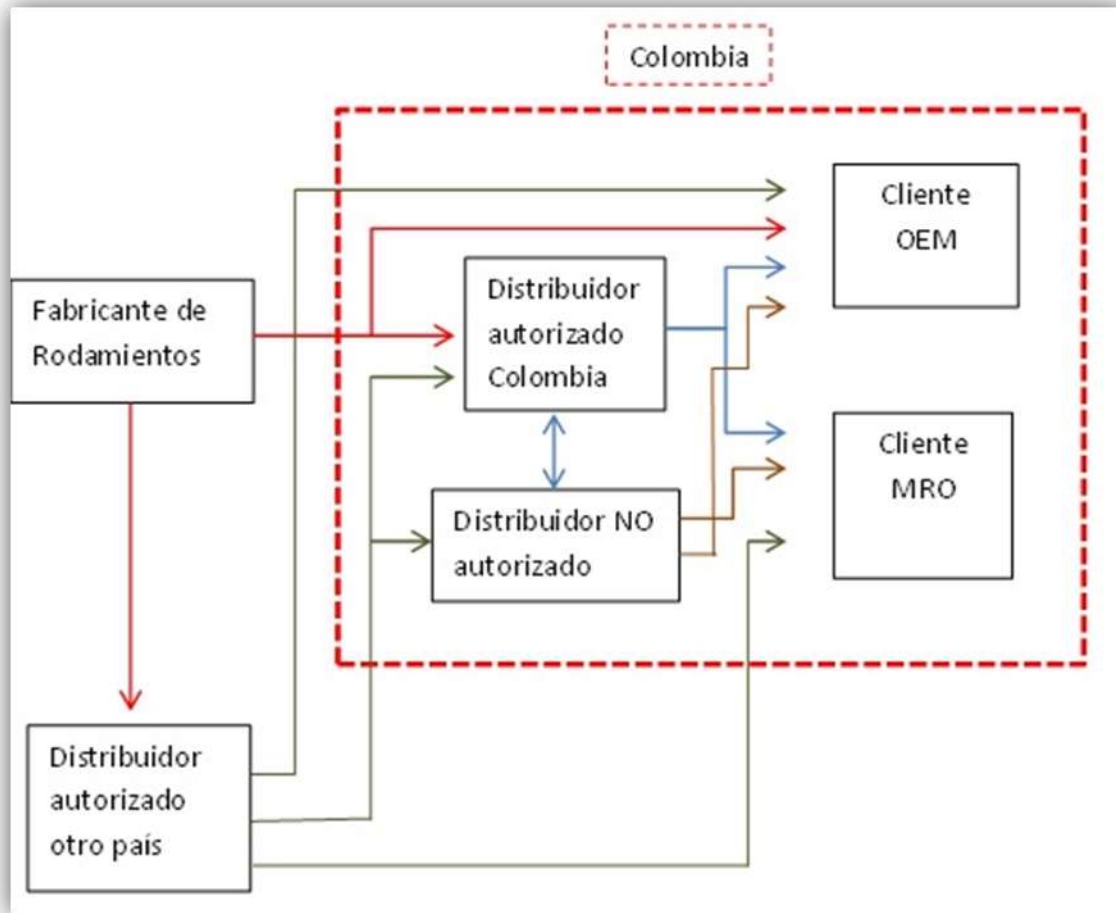 Colombia
Cliente
OEM
Fabricante de
Rodamientos
Distribuidor
autorizado
Colombia
Cliente
MRO
Distribuidor NO
autorizado
Distribuidor
autorizado
otro país